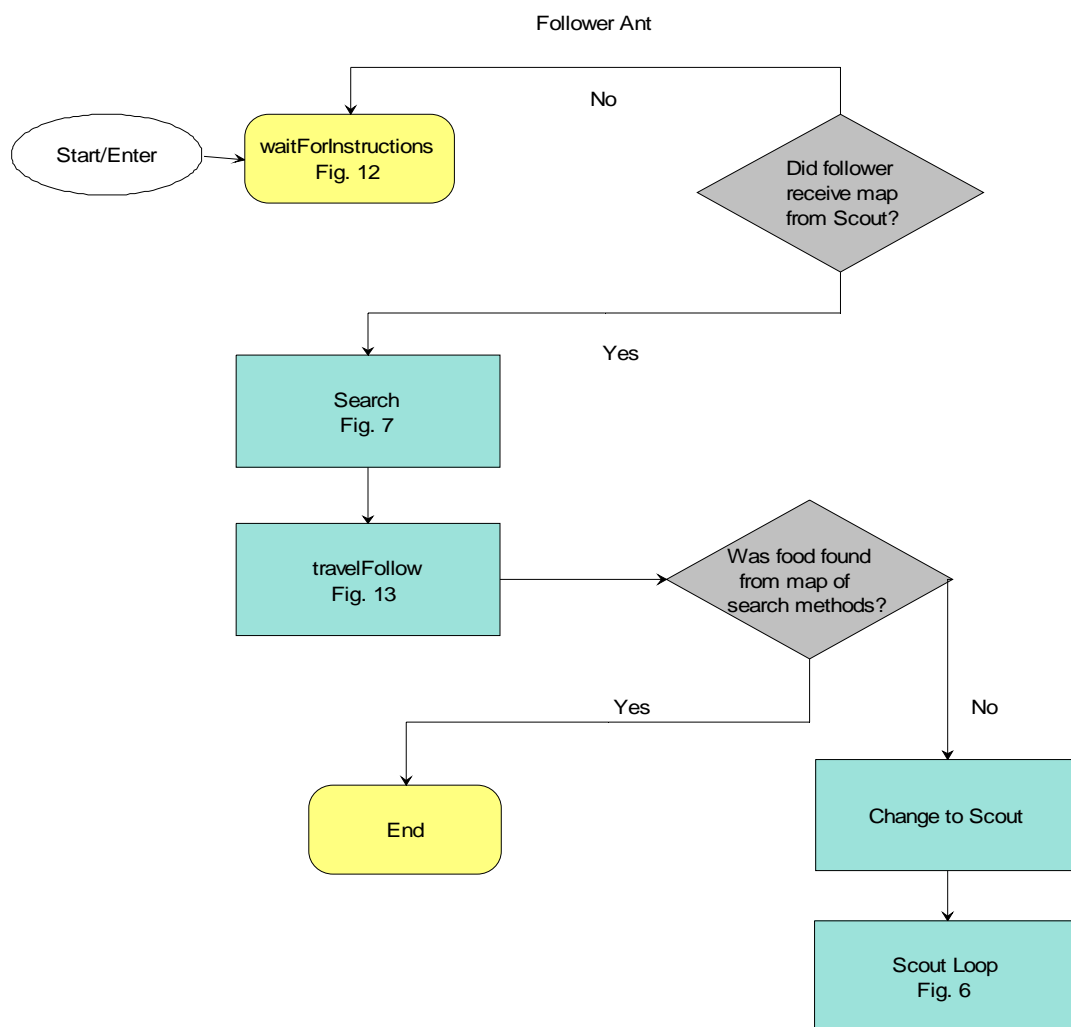 Follower Ant
No
Start/Enter
waitForInstructions
Fig. 12
Did follower
receive map
from Scout?
Yes
Search
Fig. 7
travelFollow
Fig. 13
Was food found
from map of
search methods?
Yes
No
End
Change to Scout
Scout Loop
Fig. 6